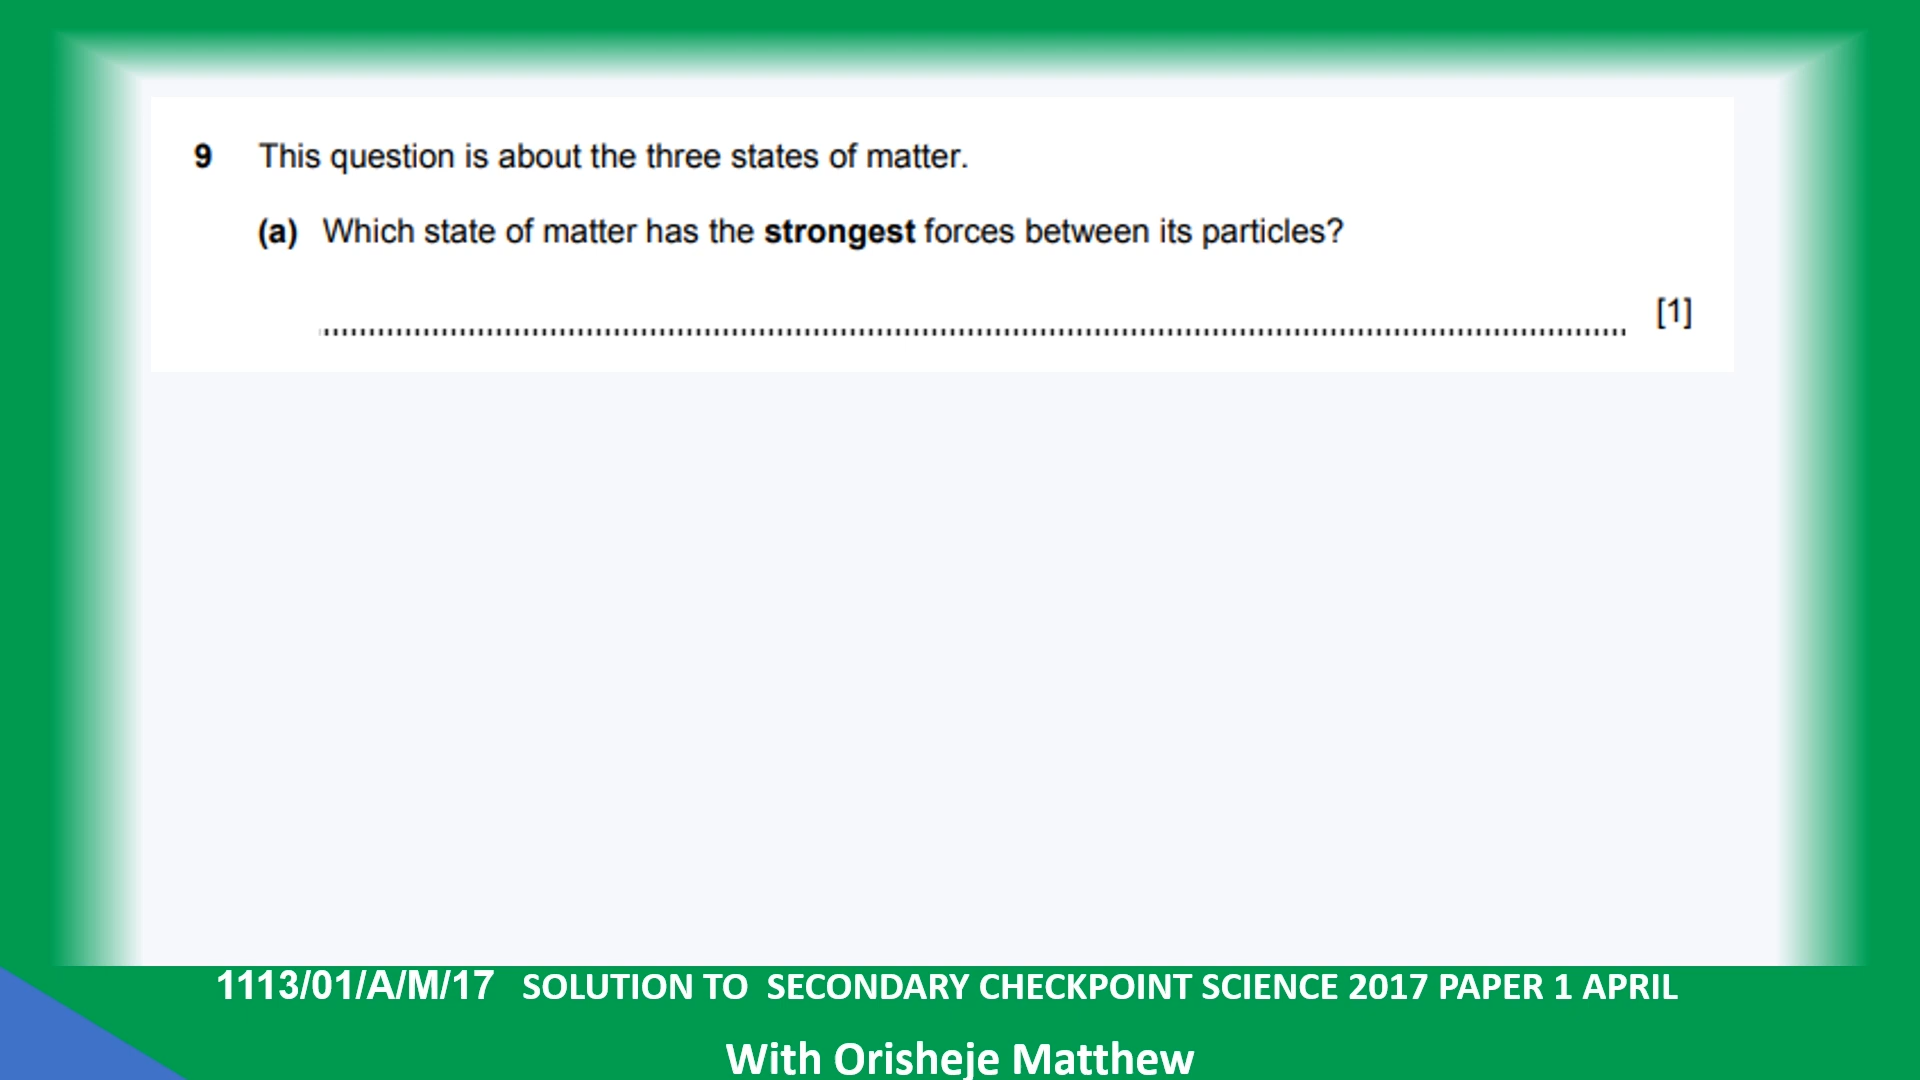 9 This question is about the three states of matter.
(a) Which state of matter has the strongest forces between its particles?
[1]
1113/01/A/M/17 SOLUTION TO SECONDARY CHECKPOINT SCIENCE 2017 PAPER 1 APRIL
With Orisheje Matthew